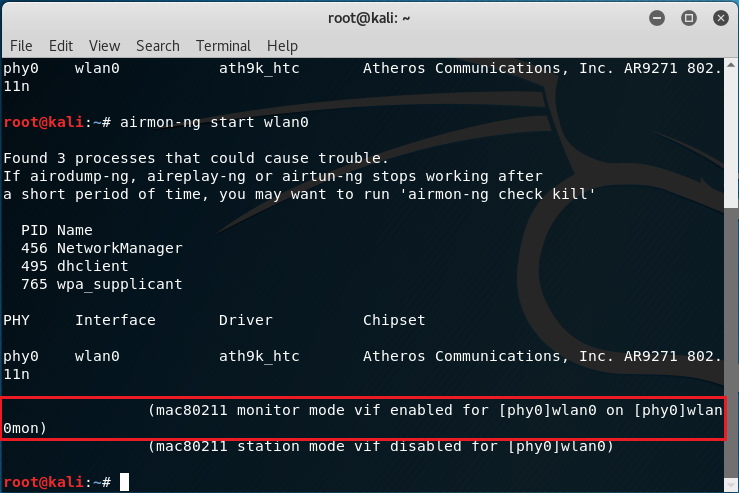 root@kali: ~
File Edit View Search Terminal Help
phy0 wlan0 ath9k_htc Atheros Communications, Inc. AR9271 802.
11n
root@kali:~# airmon-ng start wlan0
Found 3 processes that could cause trouble.
If airodump-ng, aireplay-ng or airtun-ng stops working after
a short period of time, you may want to run 'airmon-ng check kill'
PID Name
456 NetworkManager
495 dhclient
765 wpa_supplicant
PHY Interface Driver Chipset
phy0 wlan0 ath9k_htc Atheros Communications, Inc. AR9271 802.
11n
(mac80211 monitor mode vif enabled for [phy0]wlan0 on [phy0]wlan
0mon)
(mac80211 station mode vif disabled for [phy0]wlan0)
root@kali:~#